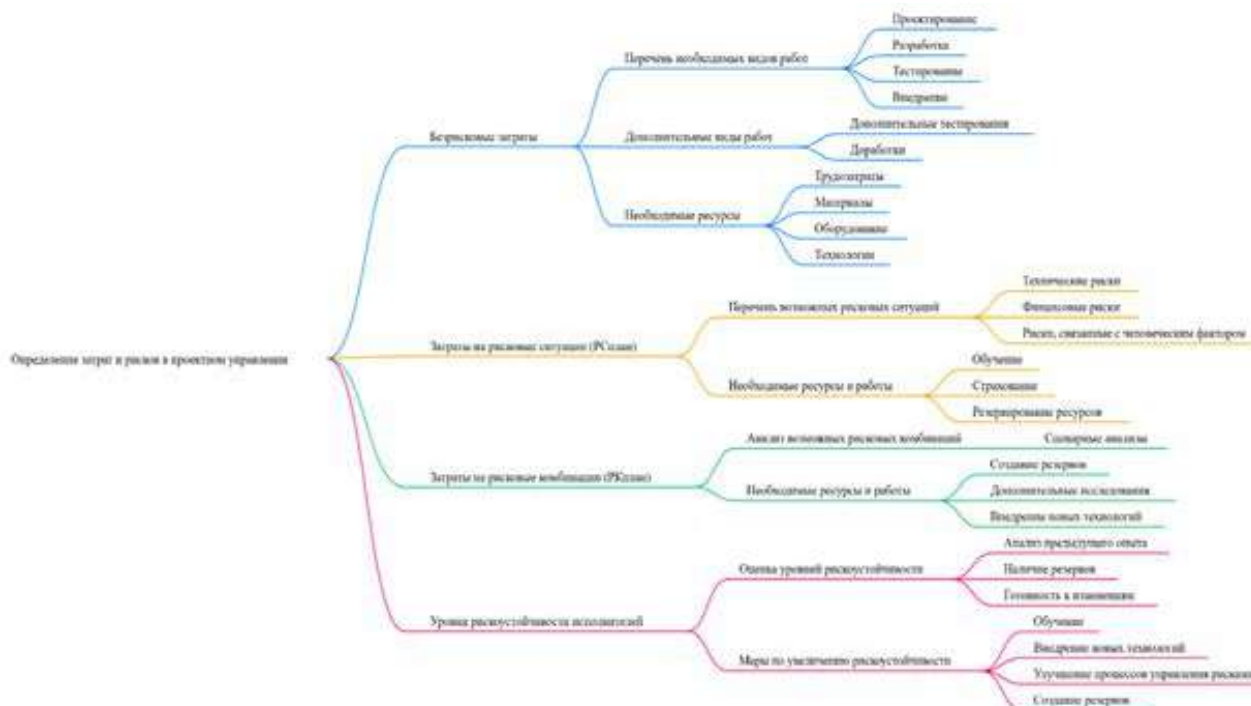 Определение затрат и рисков в проектном управлении
Безрисковые затраты
Перечень необходимых видов работ
Проектирование
Разработка
Тестирование
Внедрение
Дополнительные виды работ
Дополнительные тестирования
Доработки
Необходимые ресурсы
Трудозатраты
Материалы
Оборудование
Технологии
Затраты на рисковые ситуации (РСплан)
Перечень возможных рисковых ситуаций
Технические риски
Финансовые риски
Риски, связанные с человеческим фактором
Необходимые ресурсы и работы
Обучение
Страхование
Резервирование ресурсов
Затраты на рисковые комбинации (РКплан)
Анализ возможных рисковых комбинаций
Сценарные анализы
Необходимые ресурсы и работы
Создание резервов
Дополнительные исследования
Внедрение новых технологий
Уровни рискоустойчивости исполнителей
Оценка уровней рискоустойчивости
Анализ предыдущего опыта
Наличие резервов
Готовность к изменениям
Меры по увеличению рискоустойчивости
Обучение
Внедрение новых технологий
Улучшение процессов управления рисками
Создание резервов